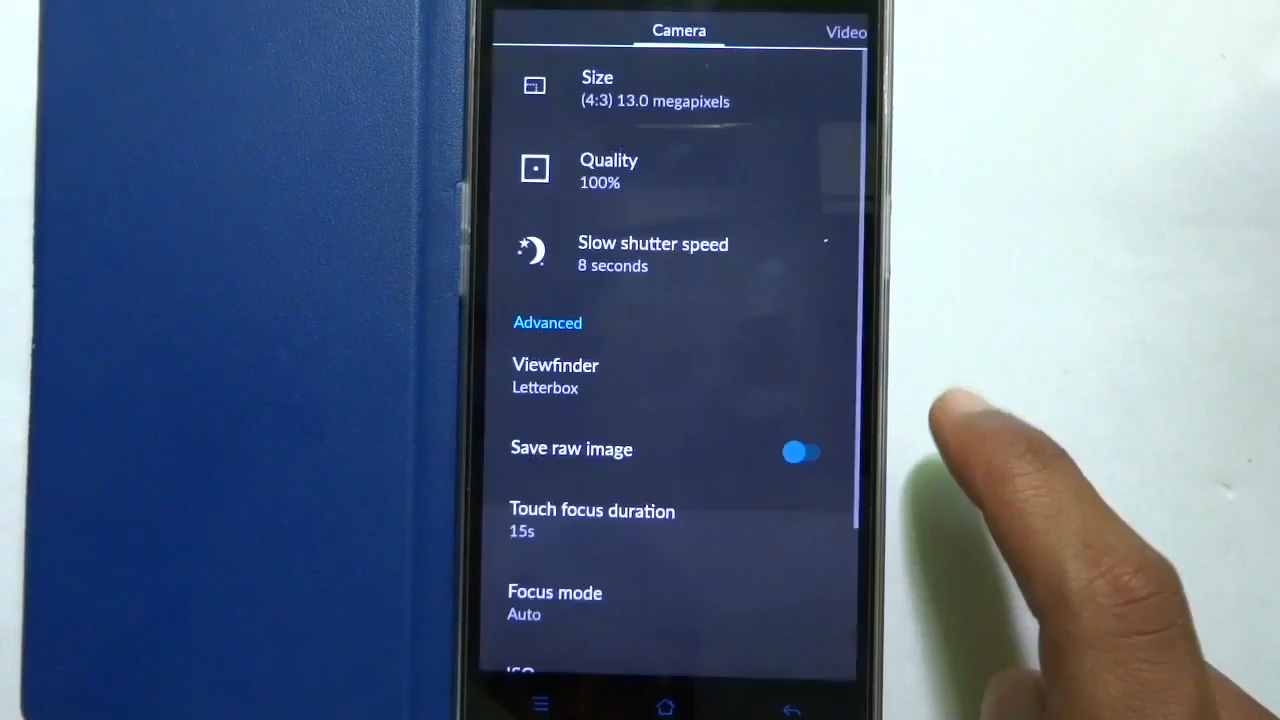 Camera
Video
Size
(4:3) 13.0 megapixels
Quality
100%
Slow shutter speed
8 seconds
Advanced
Viewfinder
Letterbox
Save raw image
Touch focus duration
15s
Focus mode
Auto
ISO